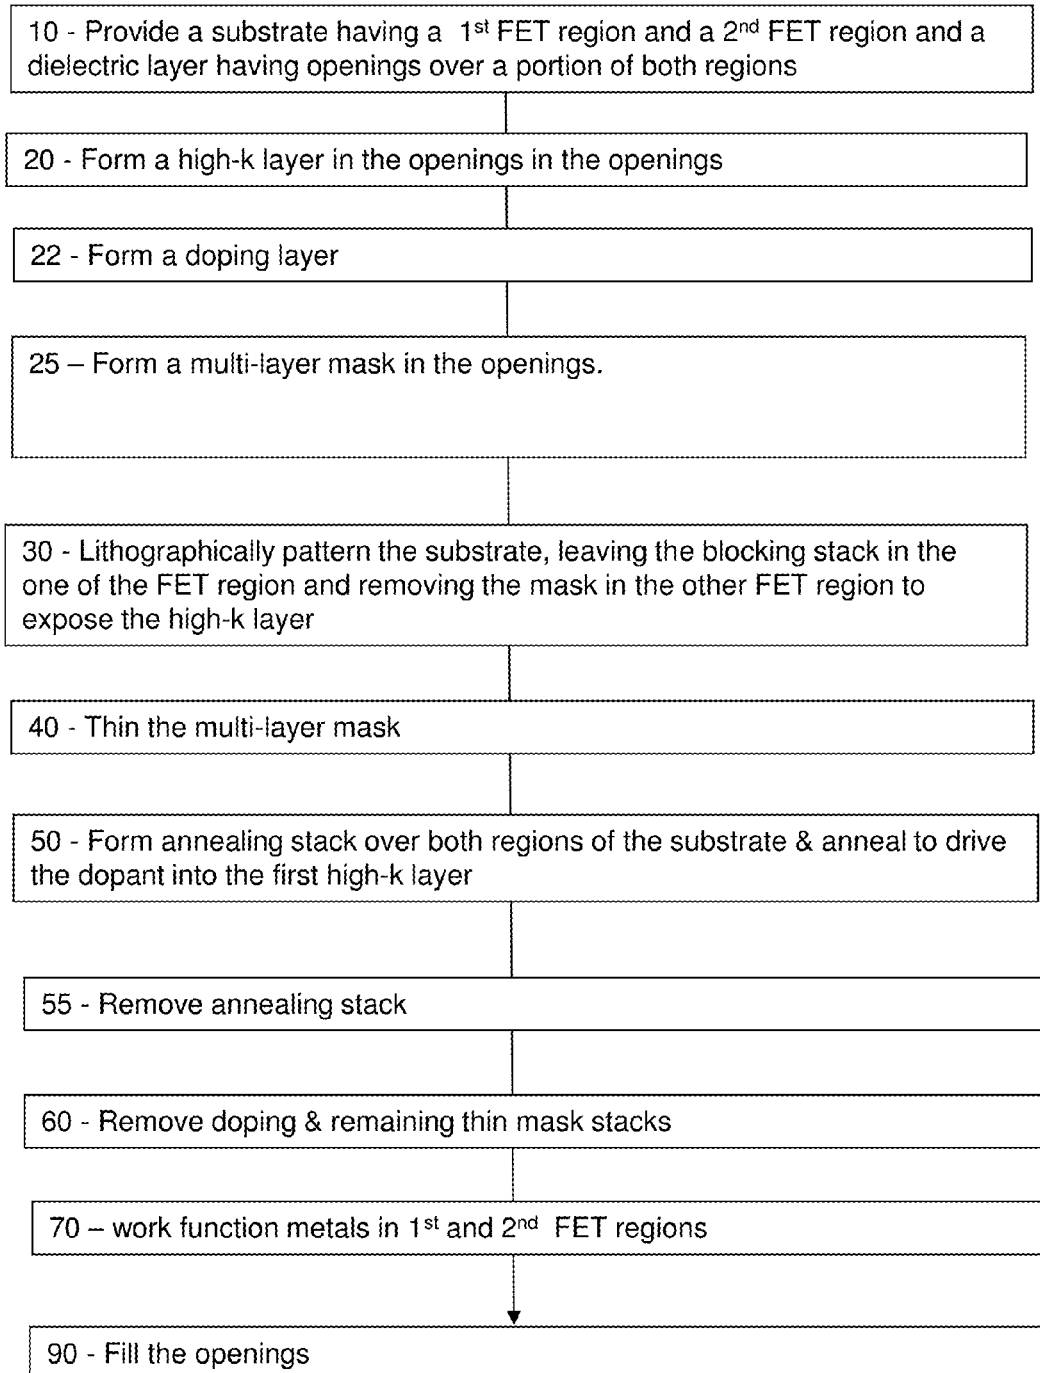 10 - Provide a substrate having a 1st FET region and a 2nd FET region and a
dielectric layer having openings over a portion of both regions
20 - Form a high-k layer in the openings in the openings
22 - Form a doping layer
25 – Form a multi-layer mask in the openings.
30 - Lithographically pattern the substrate, leaving the blocking stack in the
one of the FET region and removing the mask in the other FET region to
expose the high-k layer
40 - Thin the multi-layer mask
50 - Form annealing stack over both regions of the substrate & anneal to drive
the dopant into the first high-k layer
55 - Remove annealing stack
60 - Remove doping & remaining thin mask stacks
70 – work function metals in 1st and 2nd FET regions
90 - Fill the openings